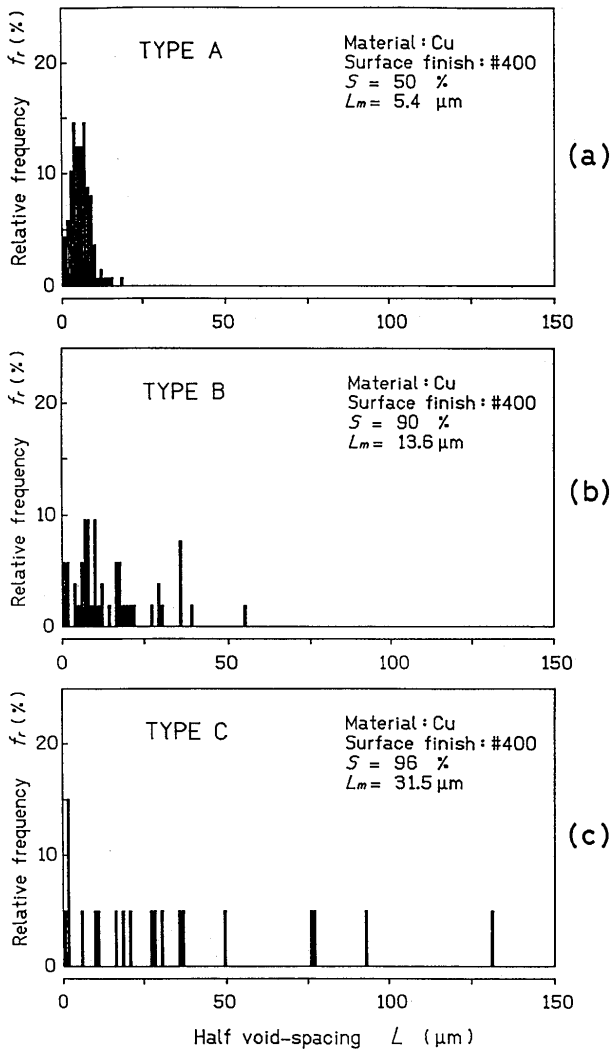 TYPE A
Material : Cu
Surface finish : #400
S = 50 %
Lm = 5.4 μm
Relative frequency fr (%)
20
10
0
0 50 100 150
(a)
TYPE B
Material : Cu
Surface finish : #400
S = 90 %
Lm = 13.6 μm
Relative frequency fr (%)
20
10
0
0 50 100 150
(b)
TYPE C
Material : Cu
Surface finish : #400
S = 96 %
Lm = 31.5 μm
Relative frequency fr (%)
20
10
0
0 50 100 150
(c)
Half void-spacing L (μm)